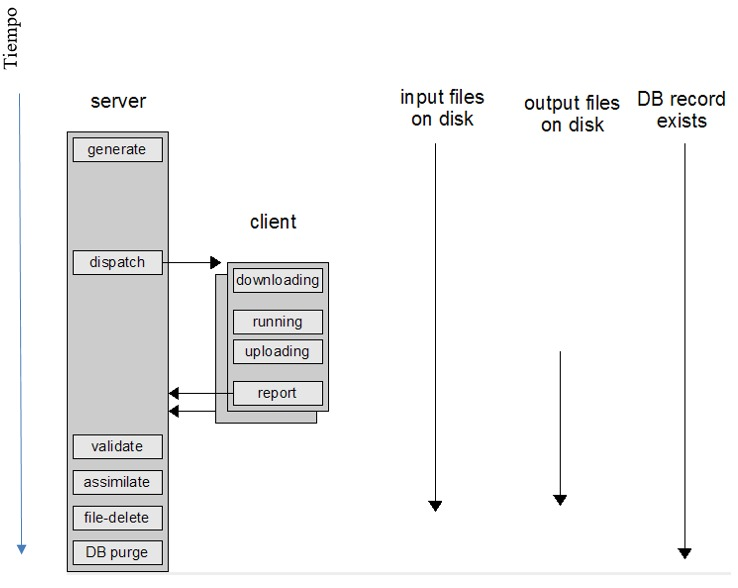 Tiempo
server
generate
dispatch
validate
assimilate
file-delete
DB purge
client
downloading
running
uploading
report
input files
on disk
output files
on disk
DB record
exists